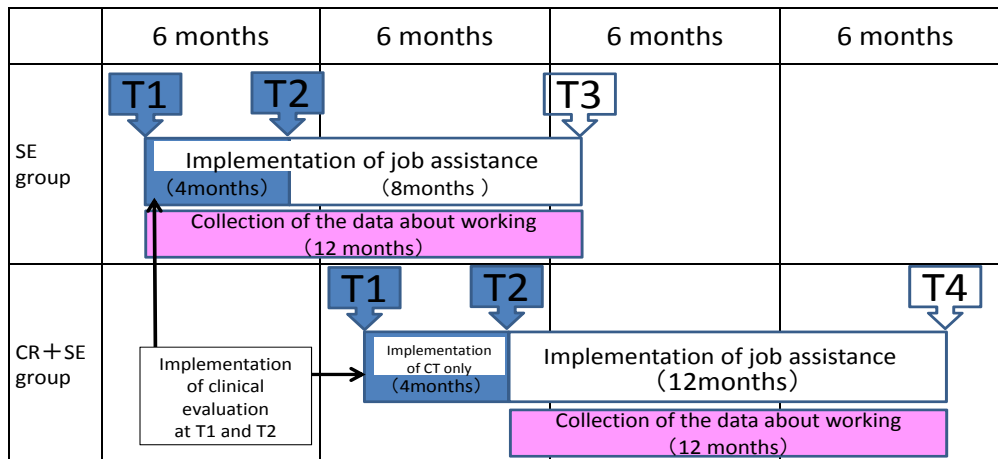 6 months
6 months
6 months
6 months
T1
T2
T3
SE
group
Implementation of job assistance
（4months）
（8months ）
Collection of the data about working
（12 months）
T1
T2
T4
CR＋SE
group
Implementation
of clinical
evaluation
at T1 and T2
Implementation
of CT only
（4months）
Implementation of job assistance
（12months）
Collection of the data about working
（12 months）